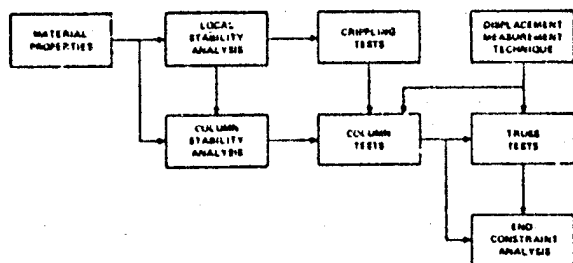 MATERIAL
PROPERTIES
LOCAL
STABILITY
ANALYSIS
CRIPPLING
TESTS
DISPLACEMENT
MEASUREMENT
TECHNIQUE
COLUMN
STABILITY
ANALYSIS
COLUMN
TESTS
TRUSS
TESTS
END
CONSTRAINT
ANALYSIS